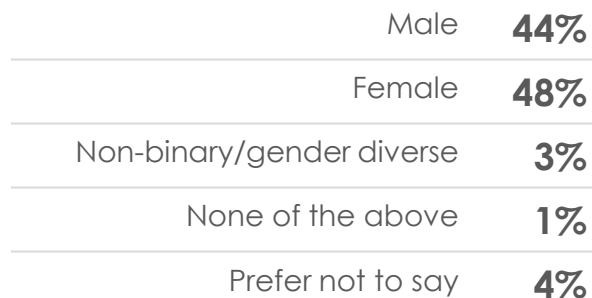 Male 44%
Female 48%
Non-binary/gender diverse 3%
None of the above 1%
Prefer not to say 4%